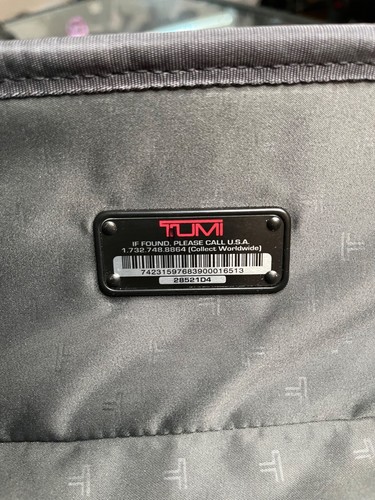 TUMI
IF FOUND, PLEASE CALL U.S.A.
1.732.748.8864 (Collect Worldwide)
74231597683900016513
28521D4